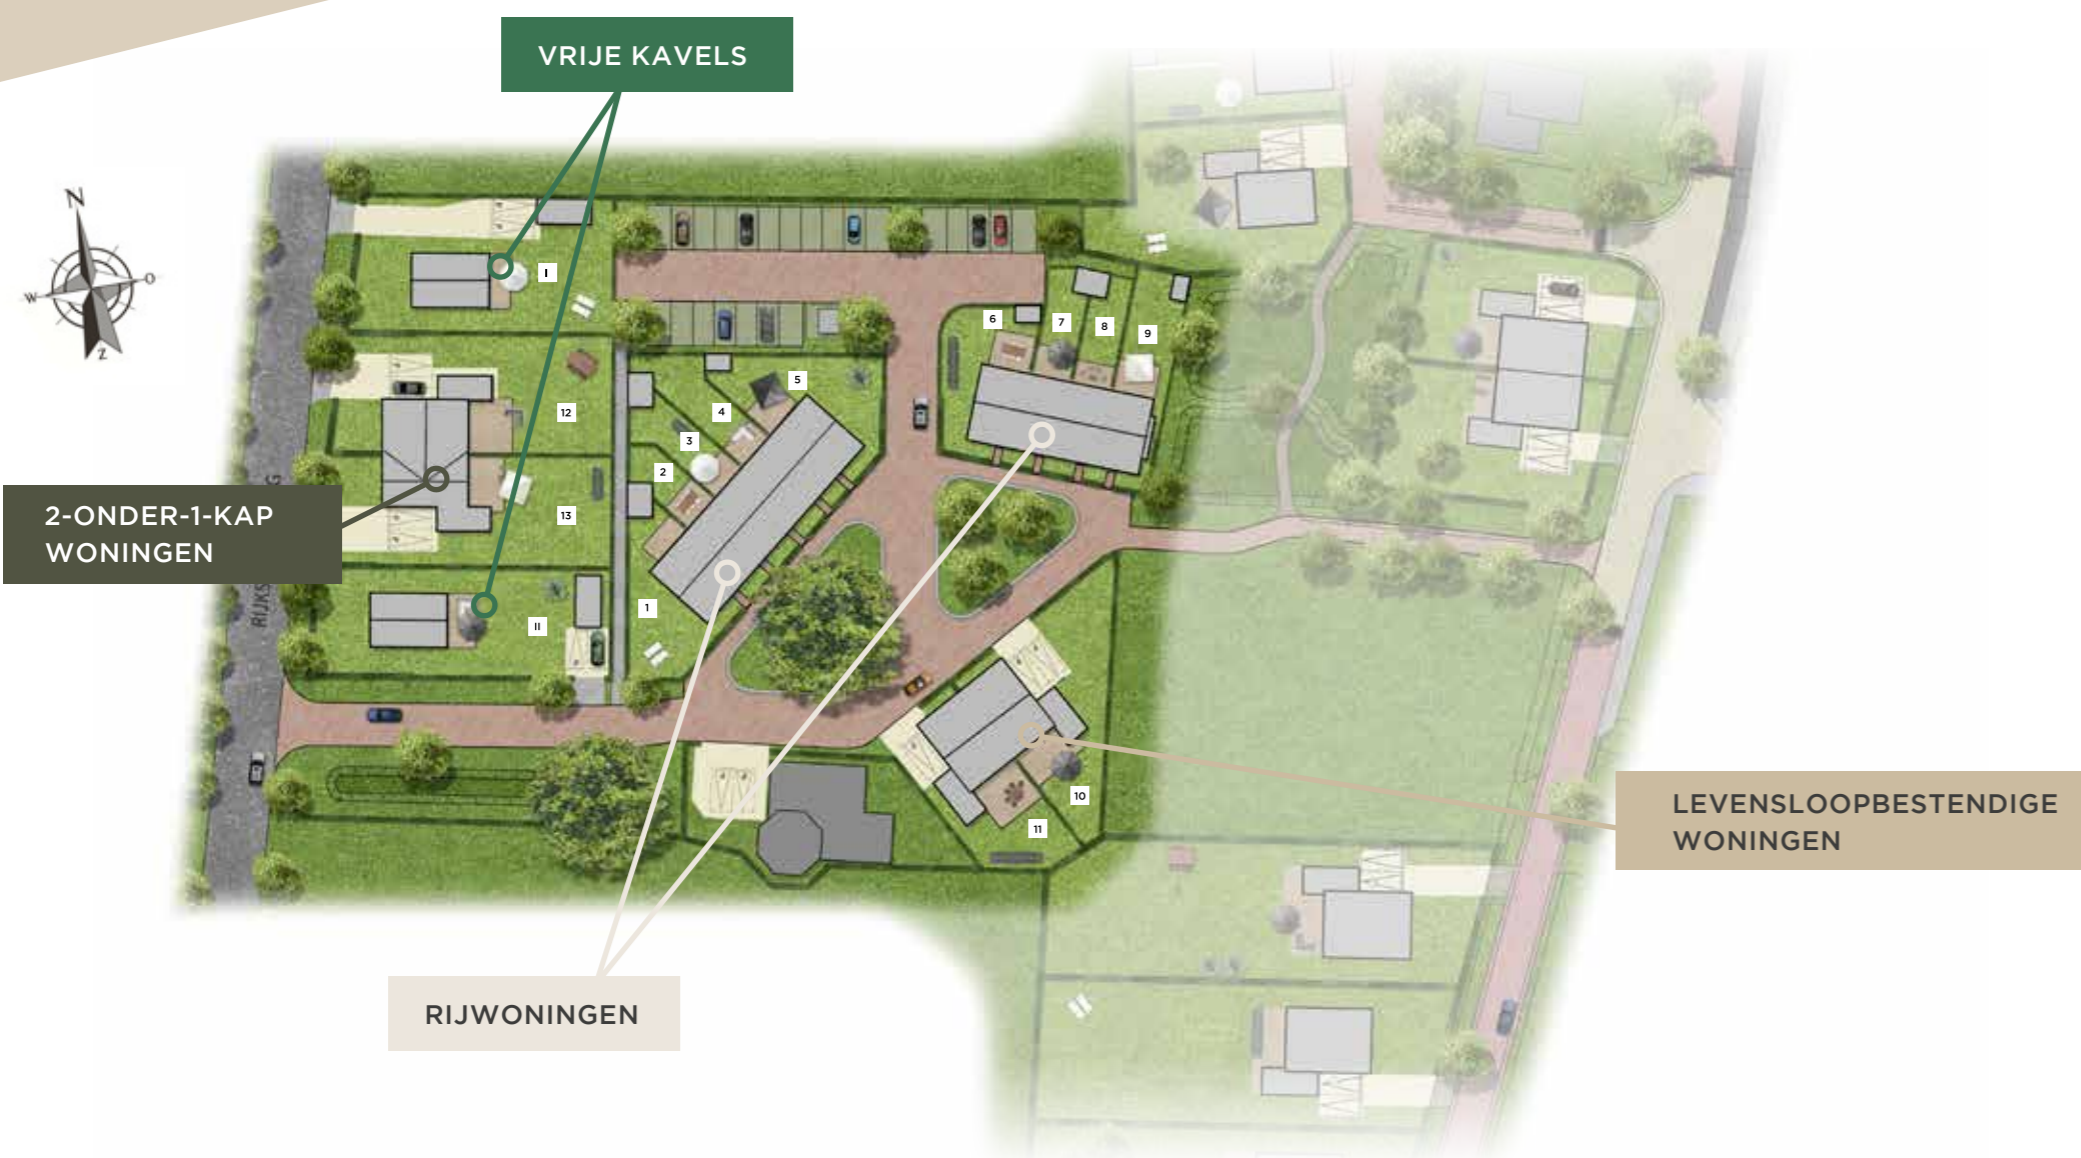 VRIJE KAVELS
N
W
O
Z
I
6
7
8
9
5
12
4
3
2
13
2-ONDER-1-KAP
WONINGEN
1
II
10
11
LEVENSLOOPBESTENDIGE
WONINGEN
RIJWONINGEN